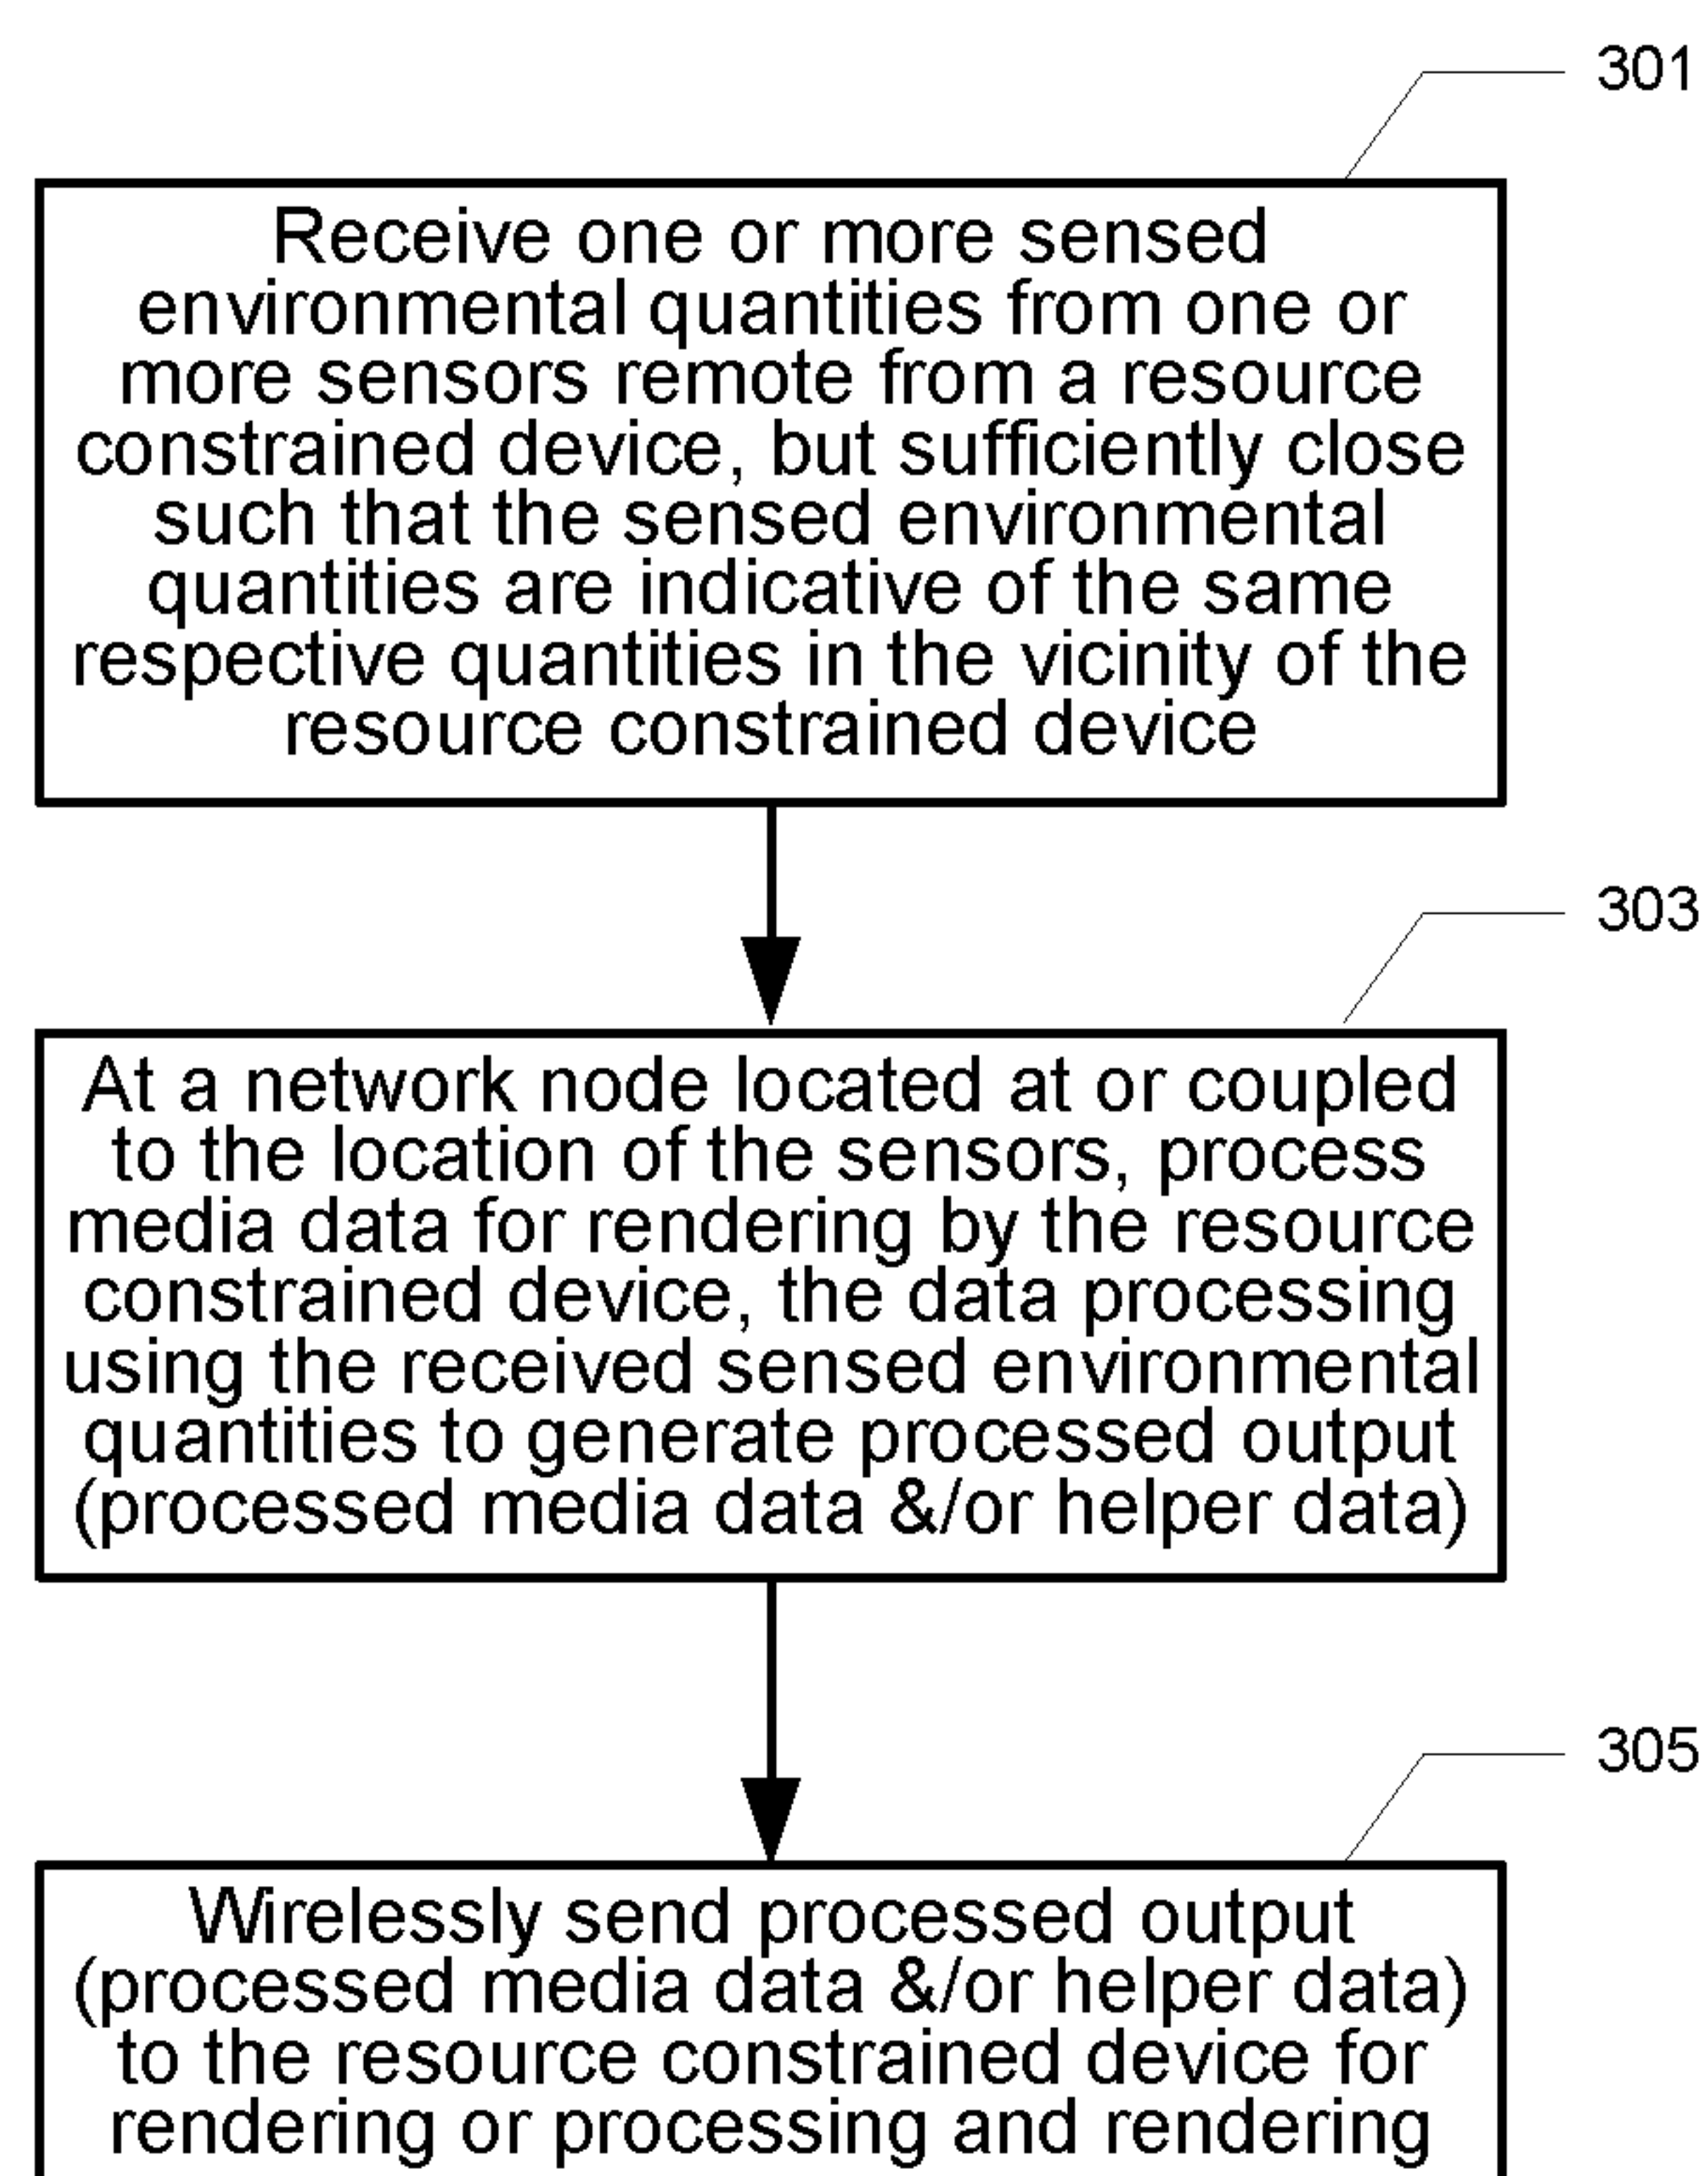 301
Receive one or more sensed
environmental quantities from one or
more sensors remote from a resource
constrained device, but sufficiently close
such that the sensed environmental
quantities are indicative of the same
respective quantities in the vicinity of the
resource constrained device
303
At a network node located at or coupled
to the location of the sensors, process
media data for rendering by the resource
constrained device, the data processing
using the received sensed environmental
quantities to generate processed output
(processed media data &/or helper data)
305
Wirelessly send processed output
(processed media data &/or helper data)
to the resource constrained device for
rendering or processing and rendering